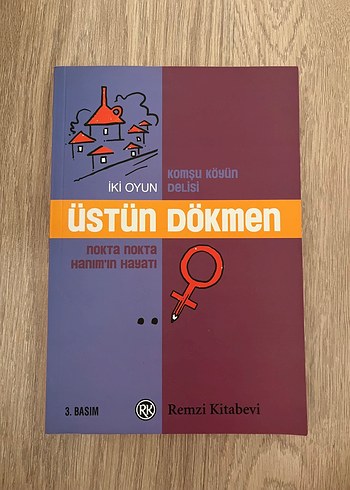 KOMŞU KÖYÜN
DELİSİ
İKİ OYUN
ÜSTÜN DÖKMEN
NOKTA NOKTA
HANIM'IN HAYATI
3. BASIM
RK
Remzi Kitabevi